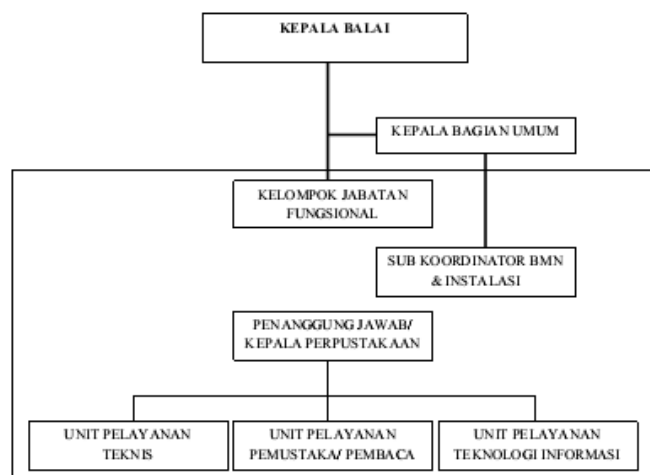 KEPALA BALAI
KEPALA BAGIAN UMUM
KELOMPOK JABATAN
FUNGSIONAL
SUB KOORDINATOR BMN
& INSTALASI
PENANGGUNG JAWAB/
KEPALA PERPUSTAKAAN
UNIT PELAYANAN
TEKNIS
UNIT PELAYANAN
PEMUSTAKA/ PEMBACA
UNIT PELAYANAN
TEKNOLOGI INFORMASI